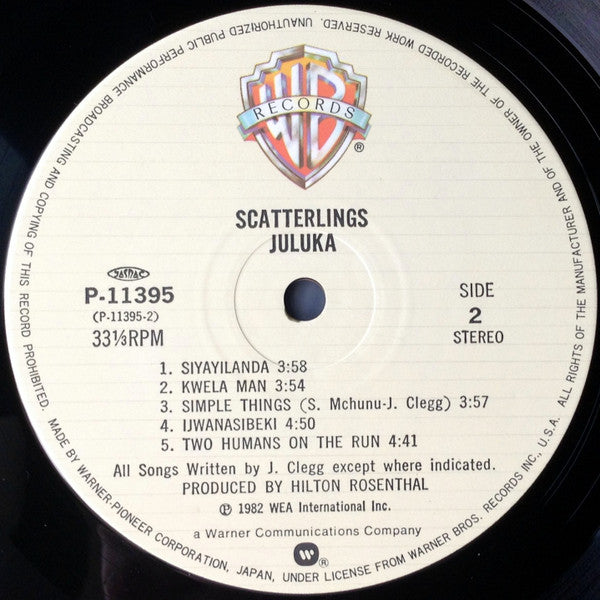 UNAUTHORIZED PUBLIC PERFORMANCE BROADCASTING AND COPYING OF THIS RECORD PROHIBITED.
ALL RIGHTS OF THE MANUFACTURER AND OF THE OWNER OF THE RECORDED WORK RESERVED.
WB
RECORDS
®
SCATTERLINGS
JULUKA
JASRAC
P-11395
(P-11395-2)
33⅓RPM
SIDE
2
STEREO
1. SIYAYILANDA 3:58
2. KWELA MAN 3:54
3. SIMPLE THINGS (S. Mchunu-J. Clegg) 3:57
4. IJWANASIBEKI 4:50
5. TWO HUMANS ON THE RUN 4:41
All Songs Written by J. Clegg except where indicated.
PRODUCED BY HILTON ROSENTHAL
℗ 1982 WEA International Inc.
a Warner Communications Company
W®
MADE BY WARNER-PIONEER CORPORATION, JAPAN, UNDER LICENSE FROM WARNER BROS. RECORDS INC., U.S.A.